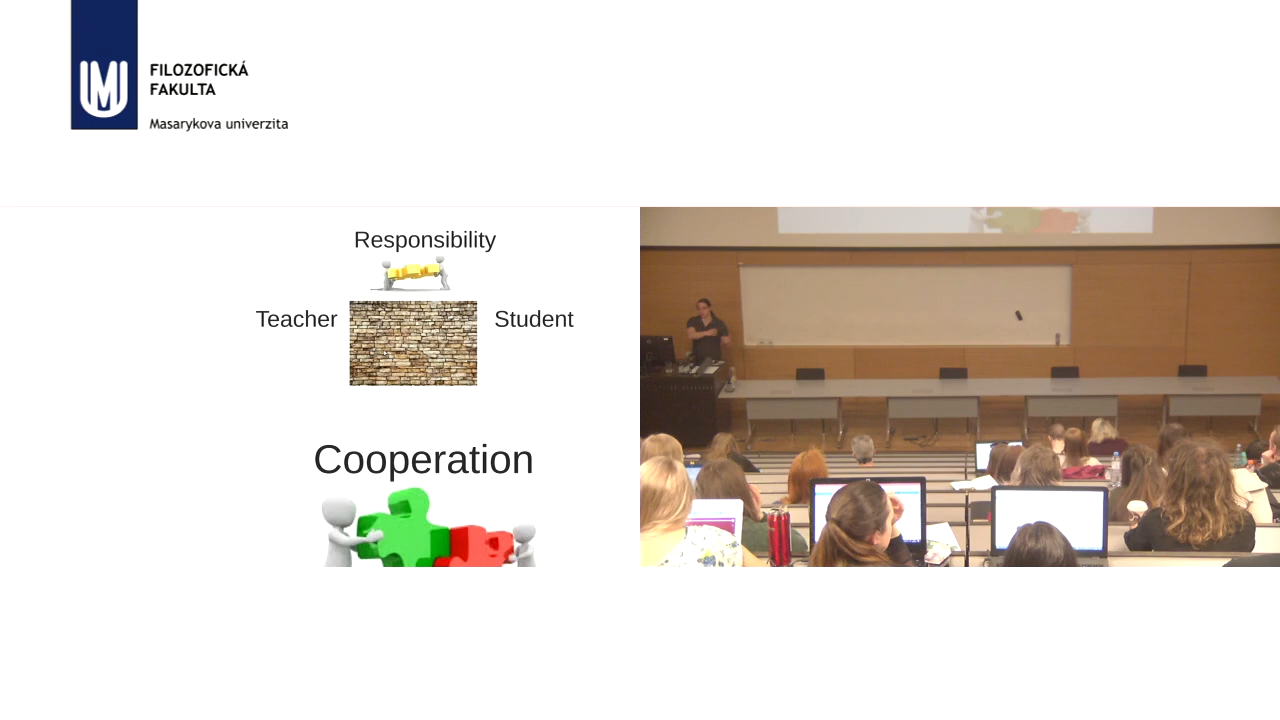 FILOZOFICKÁ
FAKULTA
Masarykova univerzita
Responsibility
Teacher
Student
Cooperation